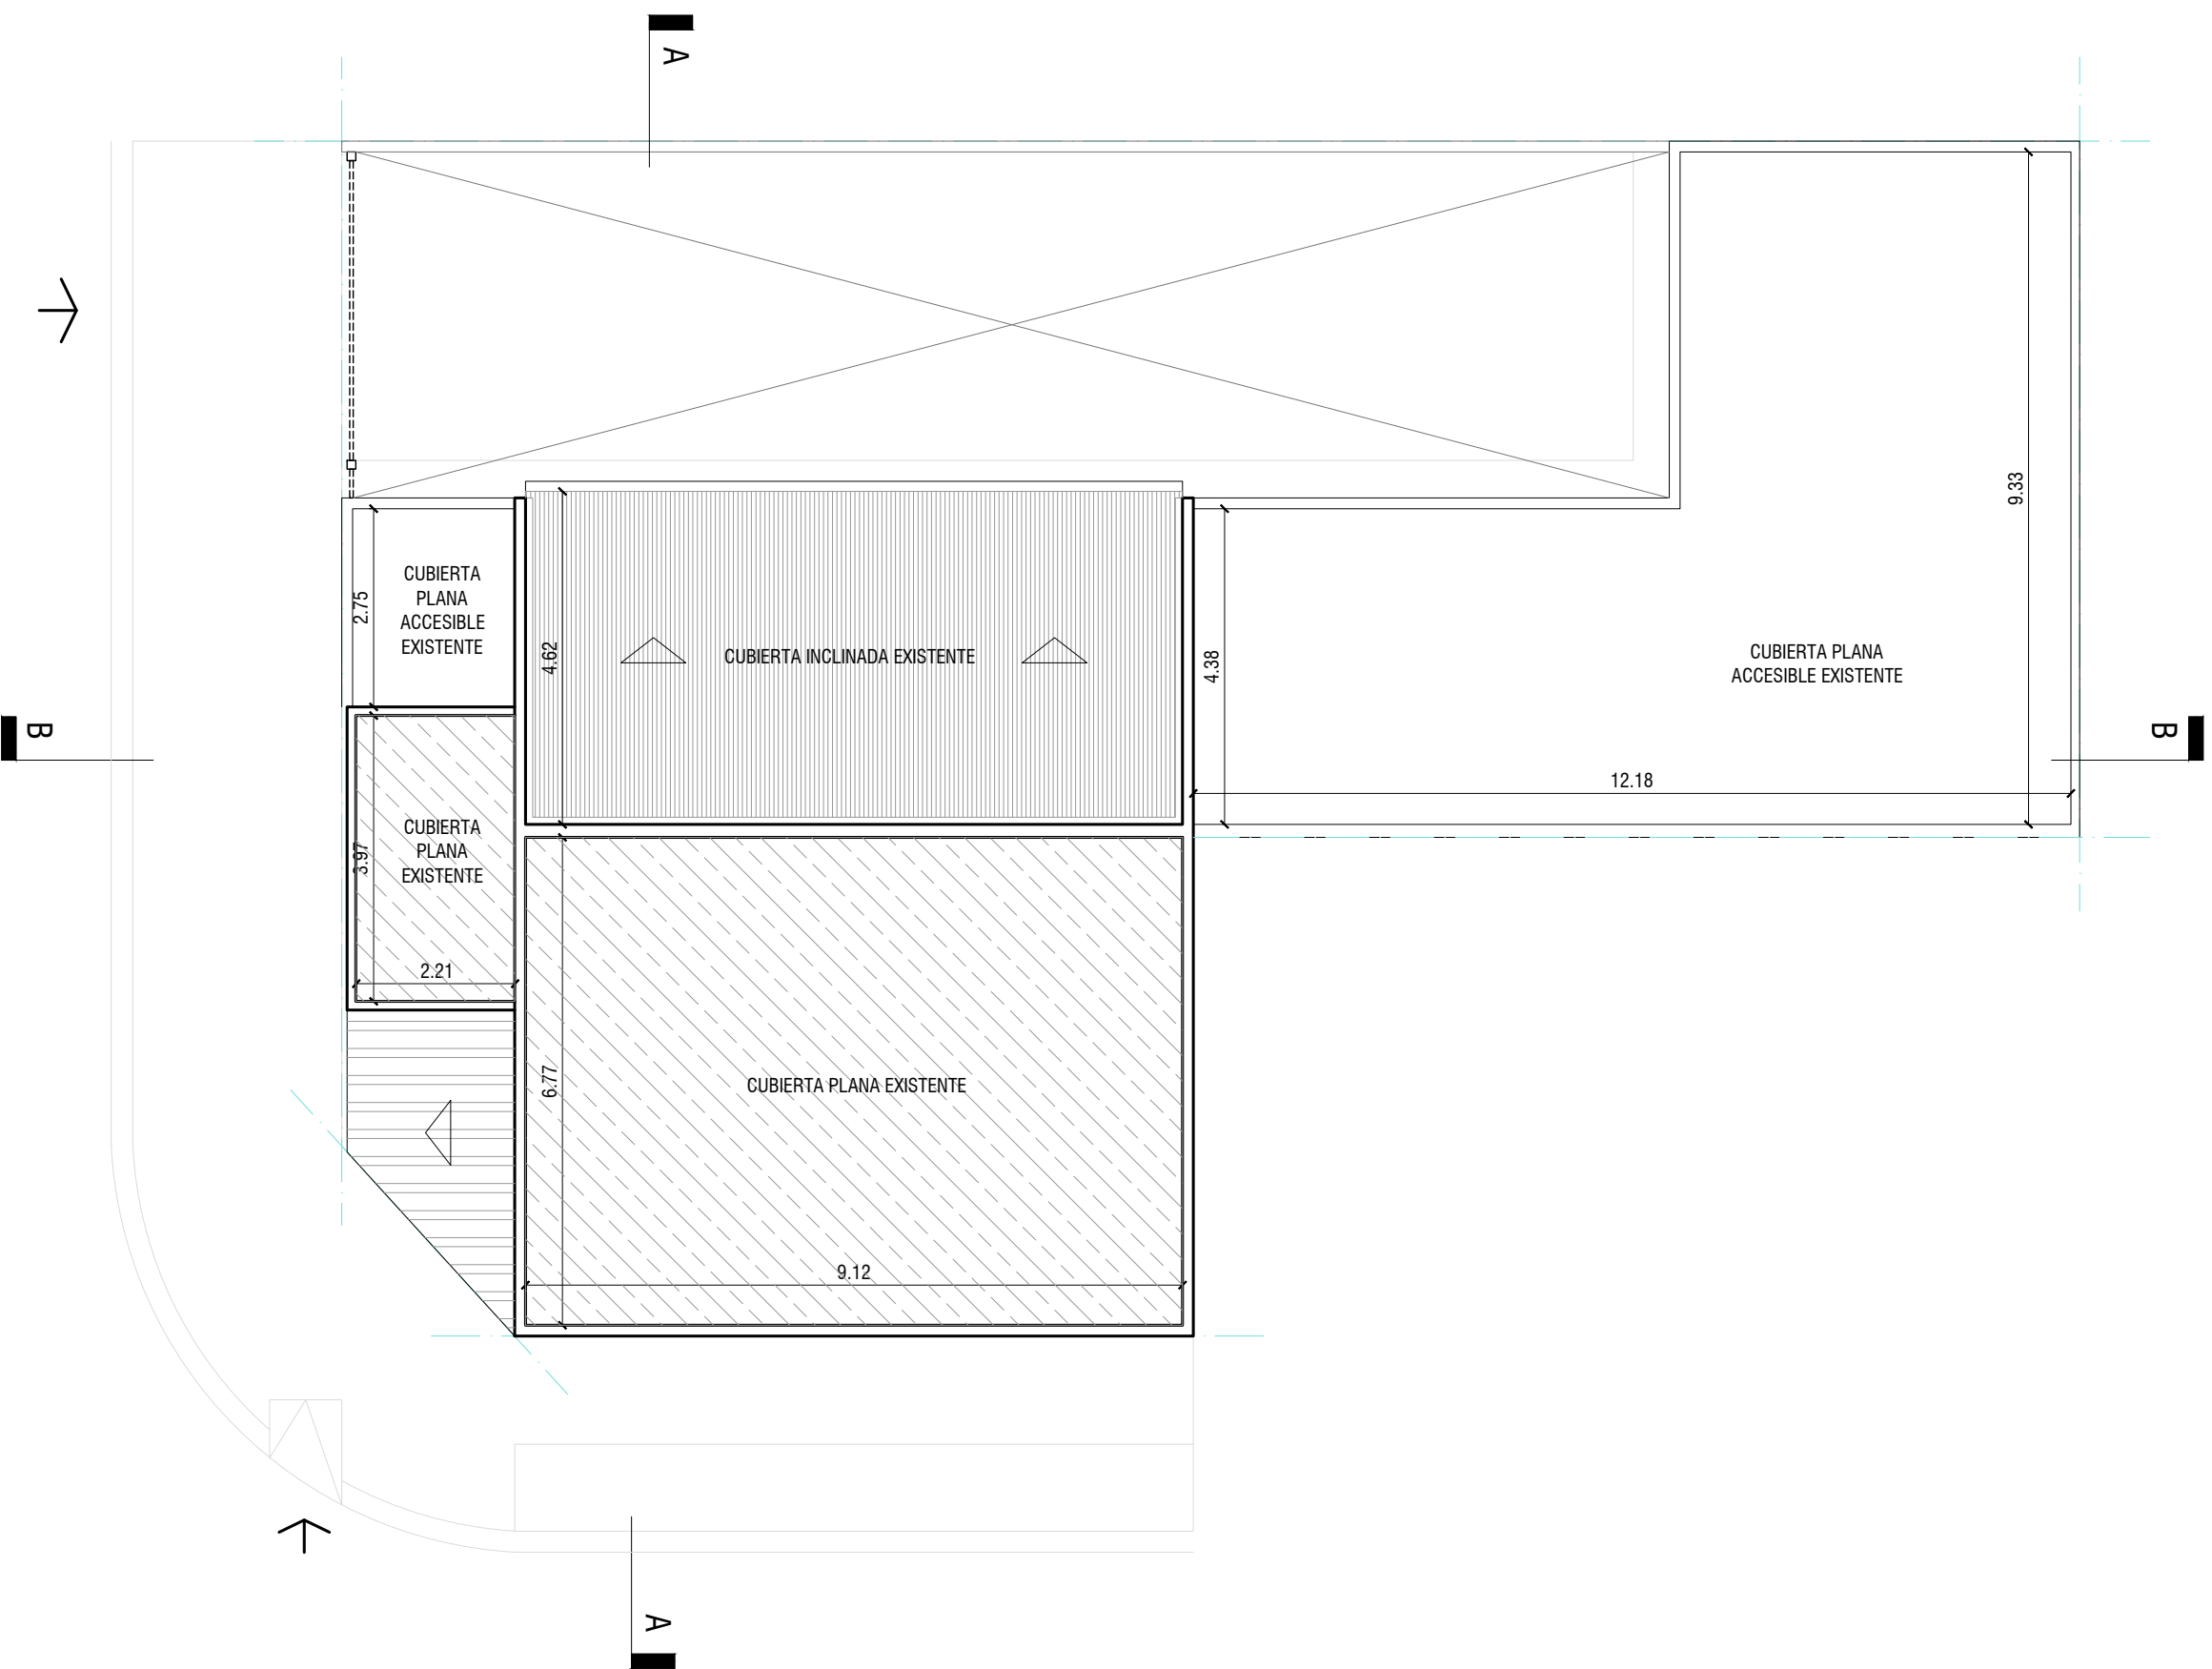 A
9.33
CUBIERTA
PLANA
ACCESIBLE
EXISTENTE
2.75
4.62
CUBIERTA INCLINADA EXISTENTE
4.38
CUBIERTA PLANA
ACCESIBLE EXISTENTE
B
B
12.18
CUBIERTA
PLANA
EXISTENTE
3.97
2.21
6.77
CUBIERTA PLANA EXISTENTE
9.12
A